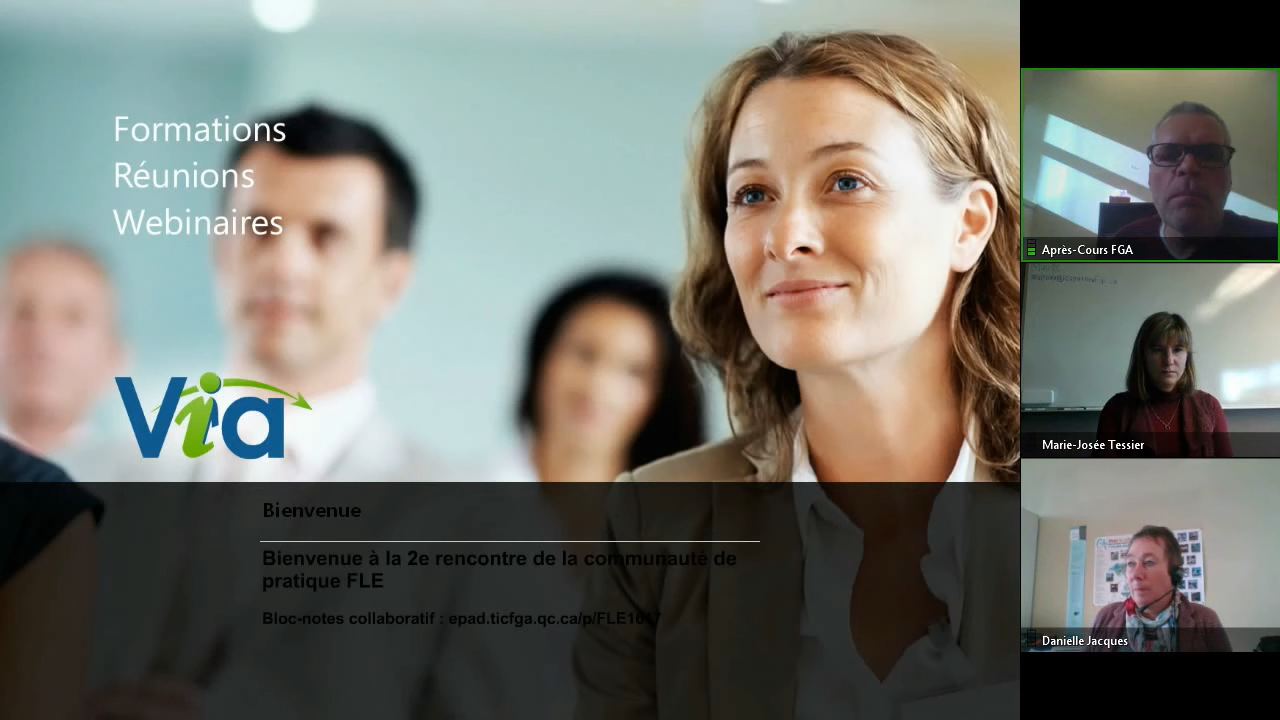 Formations
Réunions
Webinaires
Via
Bienvenue
Bienvenue à la 2e rencontre de la communauté de
pratique FLE
Bloc-notes collaboratif : epad.ticfga.qc.ca/p/FLE1617
Après-Cours FGA
Marie-Josée Tessier
Danielle Jacques